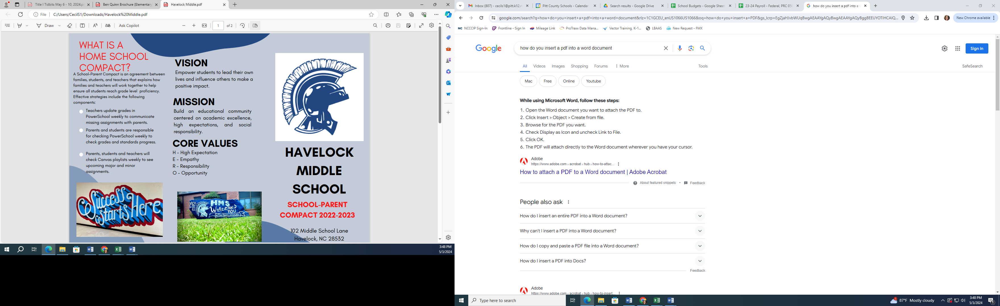 Title I Tidbits May 6 - 10, 2024.pd
Ben Quinn Brochure (Elementary
Havelock Middle.pdf
File
C:/Users/CecilS1/Downloads/Havelock%20Middle.pdf
Draw
Ask Copilot
1
of 2
WHAT IS A
HOME SCHOOL
COMPACT?
A School-Parent Compact is an agreement between
families, students, and teachers that explains how
families and teachers will work together to help
ensure all students reach grade level proficiency.
Effective strategies include the following
components:
Teachers update grades in
PowerSchool weekly to communicate
missing assignments with parents.
Parents and students are responsible
for checking PowerSchool weekly to
check grades and standards progress.
Parents, students and teachers will
check Canvas playlists weekly to see
upcoming major and minor
assignments.
Success
Starts Here
VISION
Empower students to lead their own
lives and influence others to make a
positive impact.
MISSION
Build an educational community
centered on academic excellence,
high expectations, and social
responsibility.
CORE VALUES
H - High Expectation
E - Empathy
R - Responsibility
O - Opportunity
2021-
22
HMS
Welcomes
YOU
HAVELOCK
MIDDLE
SCHOOL
SCHOOL-PARENT
COMPACT 2022-2023
102 Middle School Lane
Havelock, NC 28532
3:48 PM
5/3/2024
Inbox (807) - cecils1@pitt.k12.n
Pitt County Schools - Calendar
Search results - Google Drive
School Budgets - Google Sheet
23-24 Payroll - Federal, PRC 050
how do you insert a pdf into a
google.com/search?q=how+do+you+insert+a+pdf+into+a+word+document&rlz=1C1GCEU_enUS1066US1066&oq=how+do+you+insert+a+PDF&gs_lcrp=EgZjaHJvbWUqBwgAEAAYgAQyBwgAEAAYgAQyBggBEEUYOTIHCAIQ...
New Chrome available
NCCCIP Sign-In
Frontline - Sign In
Mileage Link
ProTraxx Data Mana...
Vector Training, K-1...
LBAAS
New Request - FMX
Google
how do you insert a pdf into a word document
Sign in
All
Videos
Images
Shopping
Forums
More
Tools
SafeSearch
Mac
Free
Online
Youtube
While using Microsoft Word, follow these steps:
1. Open the Word document you want to attach the PDF to.
2. Click Insert > Object > Create from file.
3. Browse for the PDF you want.
4. Check Display as Icon and uncheck Link to File.
5. Click OK.
6. The PDF will attach directly to the Word document wherever you have your cursor.
Adobe
https://www.adobe.com › acrobat › hub › how-to-attac...
How to attach a PDF to a Word document | Adobe Acrobat
About featured snippets
•
Feedback
People also ask
How do I insert an entire PDF into a Word document?
Why can't I insert a PDF into a Word document?
How do I copy and paste a PDF file into a Word document?
How do I insert a PDF into Docs?
Feedback
Adobe
https://www.adobe.com › acrobat › hub › how-to-insert...
Type here to search
87°F Mostly cloudy
3:48 PM
5/3/2024